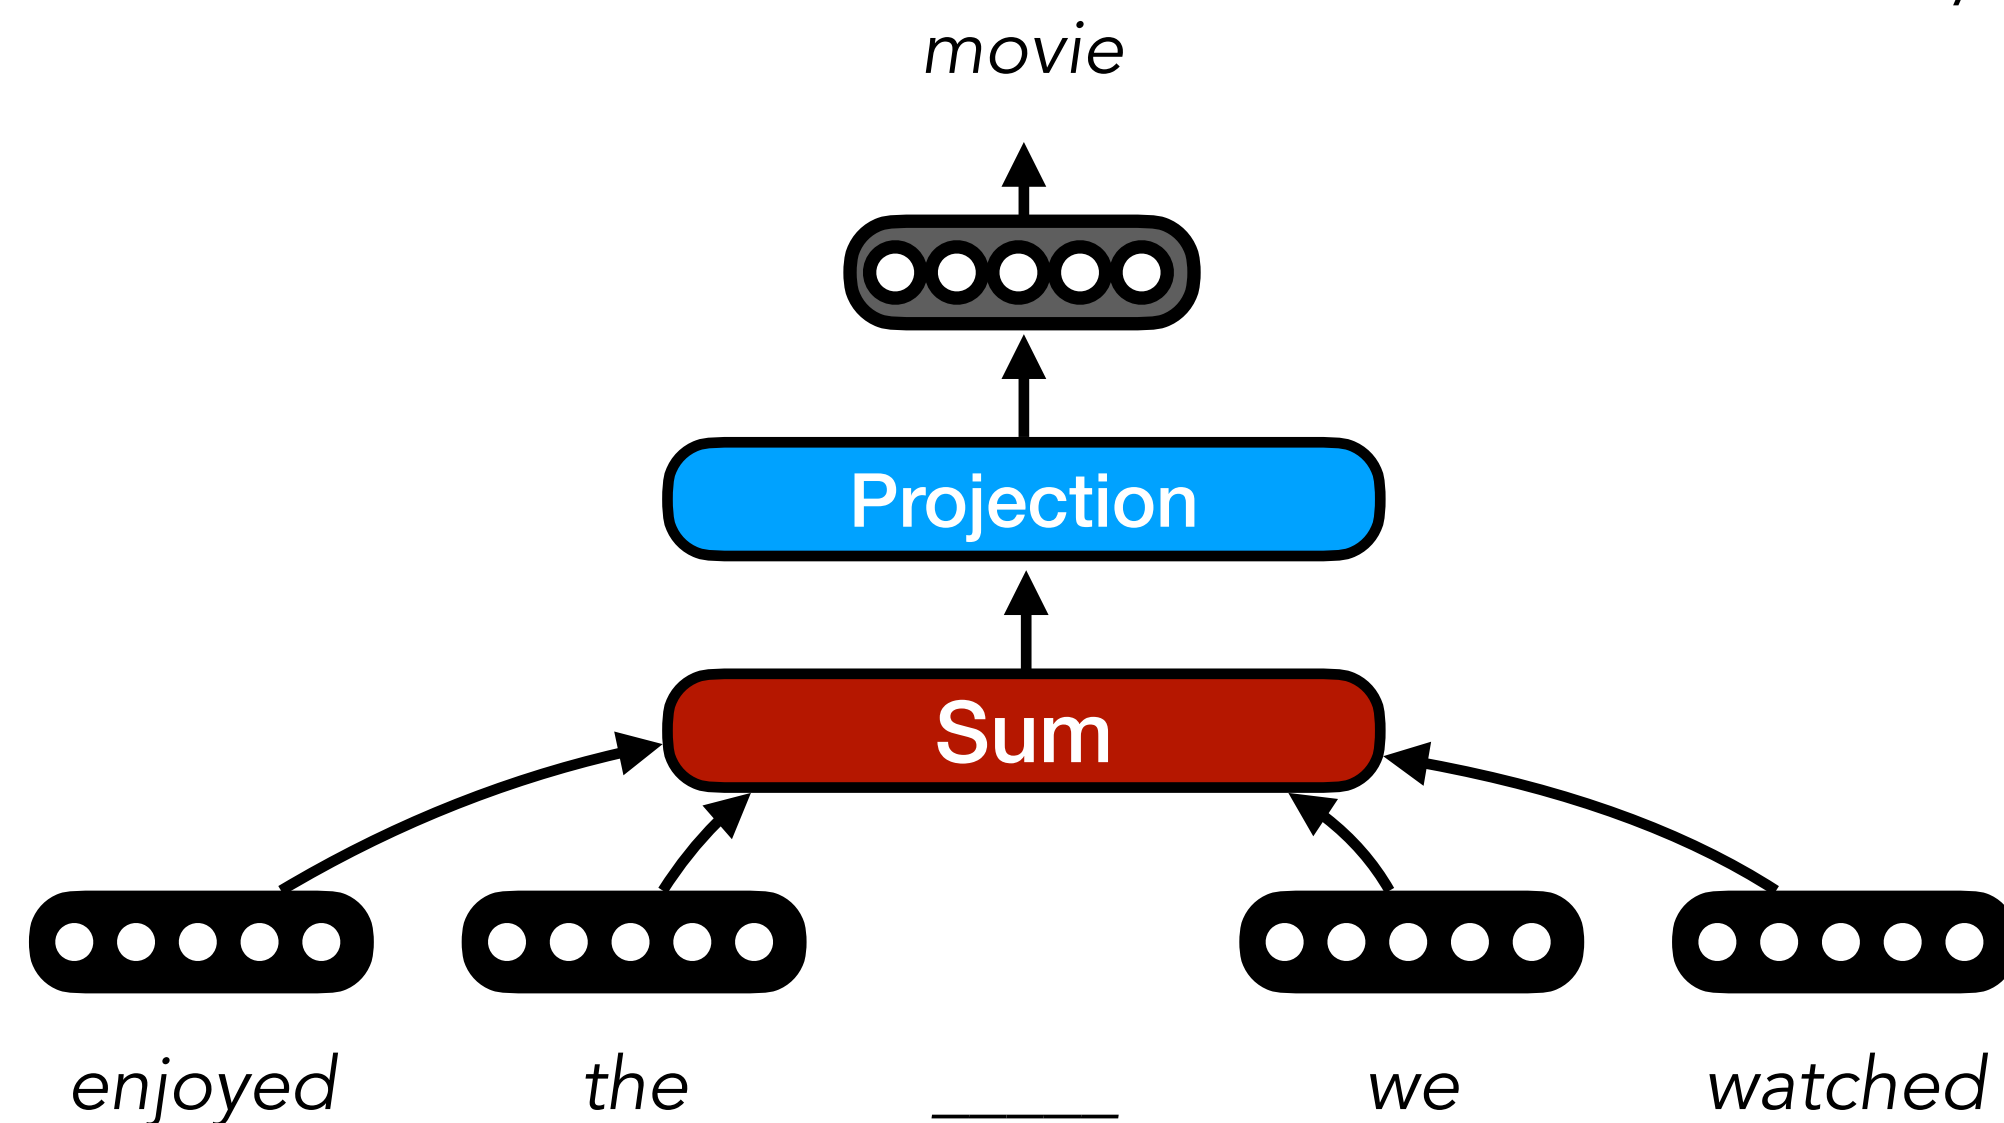 movie
Projection
Sum
enjoyed the _____ we watched